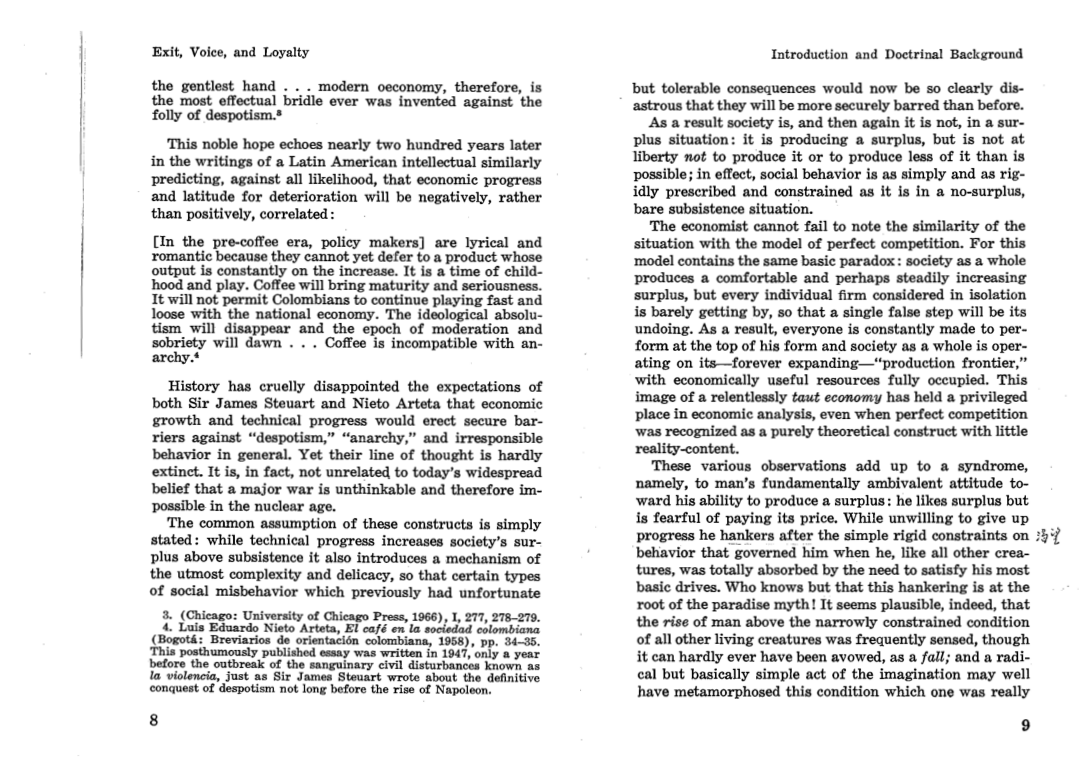 Exit, Voice, and Loyalty
the gentlest hand . . . modern oeconomy, therefore, is
the most effectual bridle ever was invented against the
folly of despotism.³
This noble hope echoes nearly two hundred years later
in the writings of a Latin American intellectual similarly
predicting, against all likelihood, that economic progress
and latitude for deterioration will be negatively, rather
than positively, correlated:
[In the pre-coffee era, policy makers] are lyrical and
romantic because they cannot yet defer to a product whose
output is constantly on the increase. It is a time of child-
hood and play. Coffee will bring maturity and seriousness.
It will not permit Colombians to continue playing fast and
loose with the national economy. The ideological absolu-
tism will disappear and the epoch of moderation and
sobriety will dawn . . . Coffee is incompatible with an-
archy.⁴
History has cruelly disappointed the expectations of
both Sir James Steuart and Nieto Arteta that economic
growth and technical progress would erect secure bar-
riers against "despotism," "anarchy," and irresponsible
behavior in general. Yet their line of thought is hardly
extinct. It is, in fact, not unrelated to today's widespread
belief that a major war is unthinkable and therefore im-
possible in the nuclear age.
The common assumption of these constructs is simply
stated: while technical progress increases society's sur-
plus above subsistence it also introduces a mechanism of
the utmost complexity and delicacy, so that certain types
of social misbehavior which previously had unfortunate
3. (Chicago: University of Chicago Press, 1966), I, 277, 278–279.
4. Luis Eduardo Nieto Arteta, El café en la sociedad colombiana
(Bogotá: Breviarios de orientación colombiana, 1958), pp. 34–35.
This posthumously published essay was written in 1947, only a year
before the outbreak of the sanguinary civil disturbances known as
la violencia, just as Sir James Steuart wrote about the definitive
conquest of despotism not long before the rise of Napoleon.
8
Introduction and Doctrinal Background
but tolerable consequences would now be so clearly dis-
astrous that they will be more securely barred than before.
As a result society is, and then again it is not, in a sur-
plus situation: it is producing a surplus, but is not at
liberty not to produce it or to produce less of it than is
possible; in effect, social behavior is as simply and as rig-
idly prescribed and constrained as it is in a no-surplus,
bare subsistence situation.
The economist cannot fail to note the similarity of the
situation with the model of perfect competition. For this
model contains the same basic paradox: society as a whole
produces a comfortable and perhaps steadily increasing
surplus, but every individual firm considered in isolation
is barely getting by, so that a single false step will be its
undoing. As a result, everyone is constantly made to per-
form at the top of his form and society as a whole is oper-
ating on its—forever expanding—"production frontier,"
with economically useful resources fully occupied. This
image of a relentlessly taut economy has held a privileged
place in economic analysis, even when perfect competition
was recognized as a purely theoretical construct with little
reality-content.
These various observations add up to a syndrome,
namely, to man's fundamentally ambivalent attitude to-
ward his ability to produce a surplus: he likes surplus but
is fearful of paying its price. While unwilling to give up
progress he hankers after the simple rigid constraints on
behavior that governed him when he, like all other crea-
tures, was totally absorbed by the need to satisfy his most
basic drives. Who knows but that this hankering is at the
root of the paradise myth! It seems plausible, indeed, that
the rise of man above the narrowly constrained condition
of all other living creatures was frequently sensed, though
it can hardly ever have been avowed, as a fall; and a radi-
cal but basically simple act of the imagination may well
have metamorphosed this condition which one was really
9